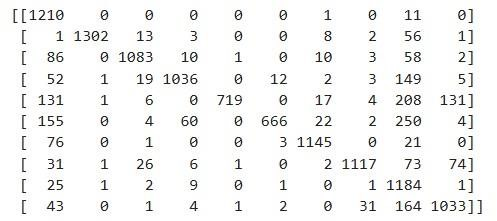 [[1210 0 0 0 0 0 1 0 11 0]
[ 1 1302 13 3 0 0 8 2 56 1]
[ 86 0 1083 10 1 0 10 3 58 2]
[ 52 1 19 1036 0 12 2 3 149 5]
[ 131 1 6 0 719 0 17 4 208 131]
[ 155 0 4 60 0 666 22 2 250 4]
[ 76 0 1 0 0 3 1145 0 21 0]
[ 31 1 26 6 1 0 2 1117 73 74]
[ 25 1 2 9 0 1 0 1 1184 1]
[ 43 0 1 4 1 2 0 31 164 1033]]